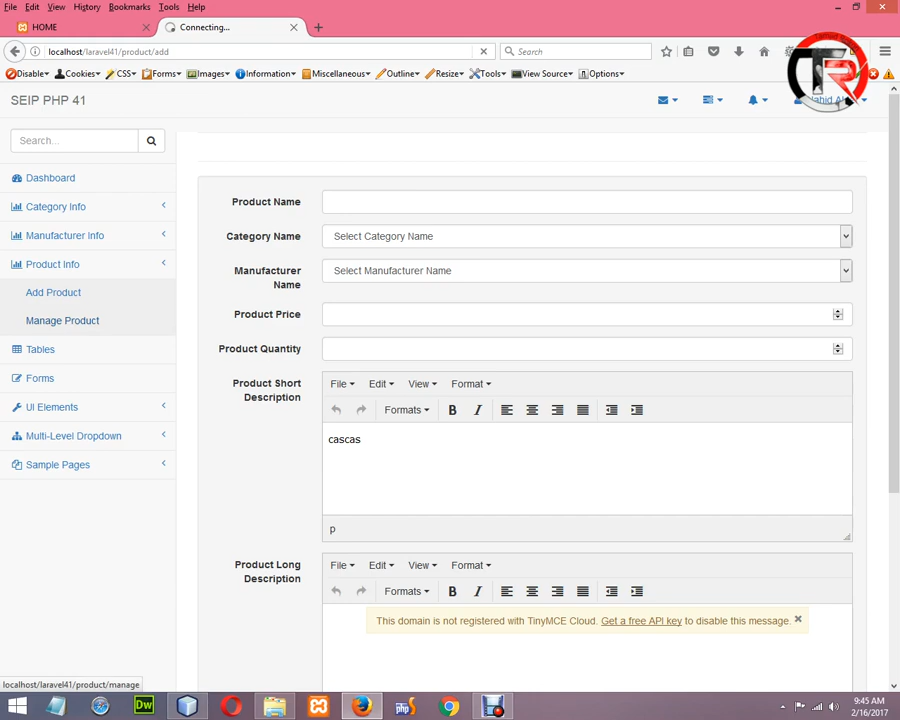 File Edit View History Bookmarks Tools Help
HOME
Connecting...
localhost/laravel41/product/add
Search
Disable Cookies CSS Forms Images Information Miscellaneous Outline Resize Tools View Source Options
SEIP PHP 41
Search...
Dashboard
Category Info
Manufacturer Info
Product Info
Add Product
Manage Product
Tables
Forms
UI Elements
Multi-Level Dropdown
Sample Pages
Product Name
Category Name
Select Category Name
Manufacturer Name
Select Manufacturer Name
Product Price
Product Quantity
Product Short Description
File Edit View Format
Formats B I
cascas
p
Product Long Description
File Edit View Format
Formats B I
This domain is not registered with TinyMCE Cloud. Get a free API key to disable this message.
localhost/laravel41/product/manage
Dw
9:45 AM
2/16/2017